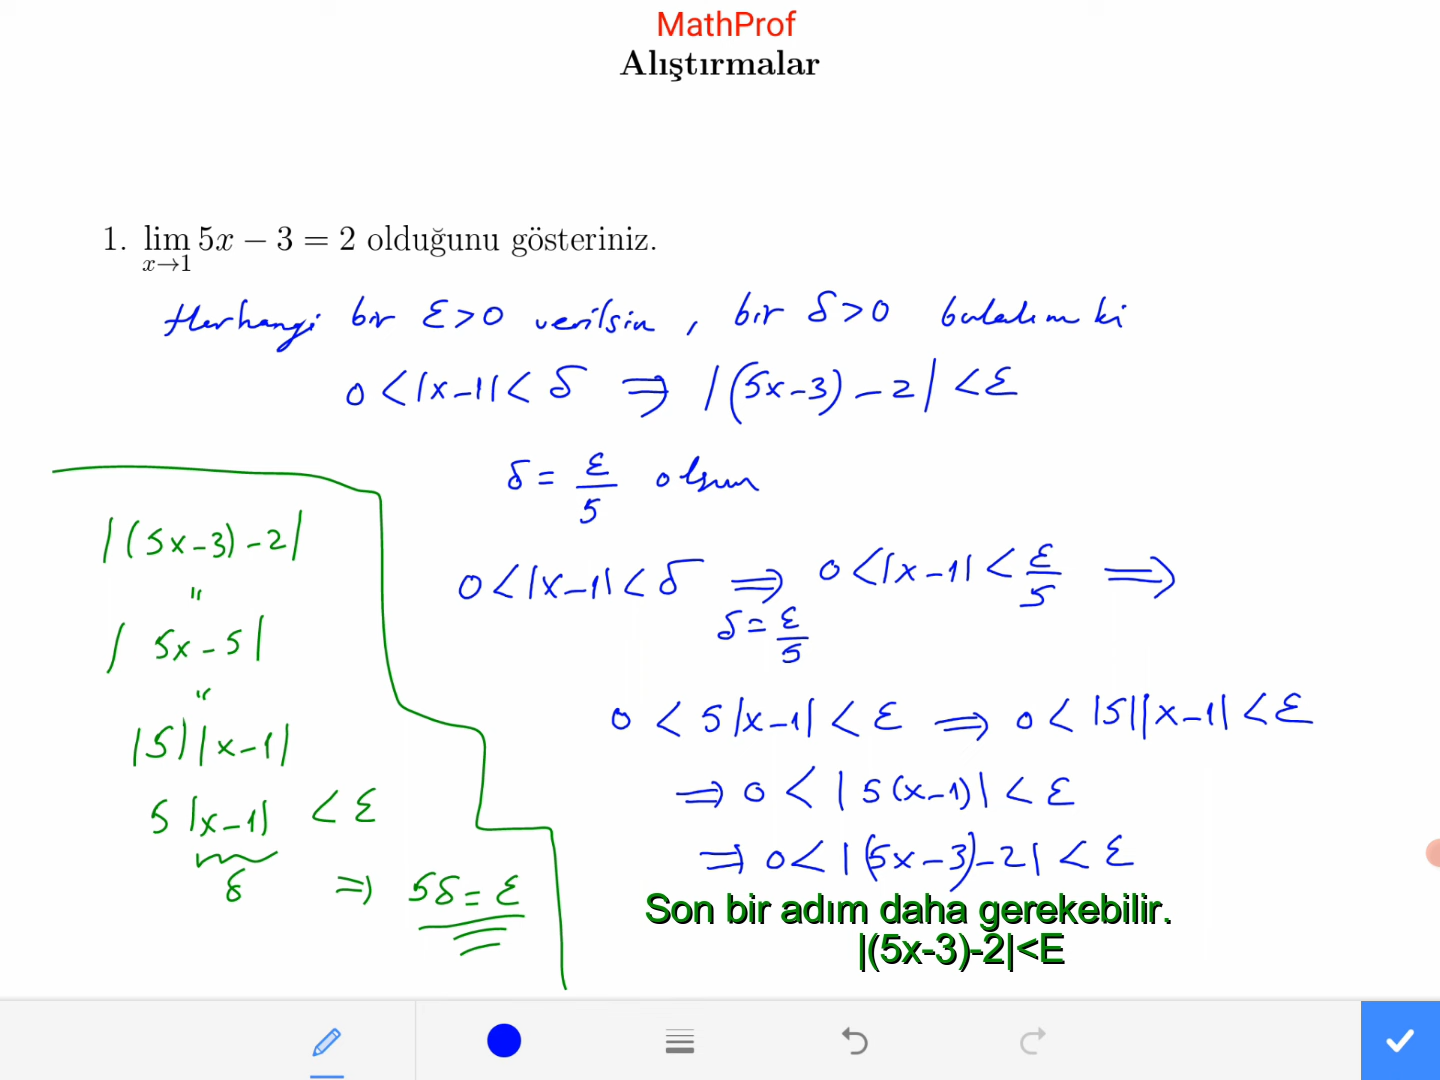 MathProf
Alıştırmalar
1. lim x→1 5x − 3 = 2 olduğunu gösteriniz.
Herhangi bir ε>0 verilsin, bir δ>0 bulalım ki
0<|x-1|<δ ⇒ |(5x-3)-2|<ε
δ = ε/5 olsun
0<|x-1|<δ ⇒ 0<|x-1|<ε/5 ⇒
δ=ε/5
0 < 5|x-1| < ε ⇒ 0 < |5||x-1| < ε
⇒ 0 < |5(x-1)| < ε
⇒ 0<|(5x-3)-2| < ε
|(5x-3)-2|
"
|5x-5|
"
|5||x-1|
5|x-1| < ε
δ ⇒ 5δ = ε
Son bir adım daha gerekebilir.
|(5x-3)-2|<E